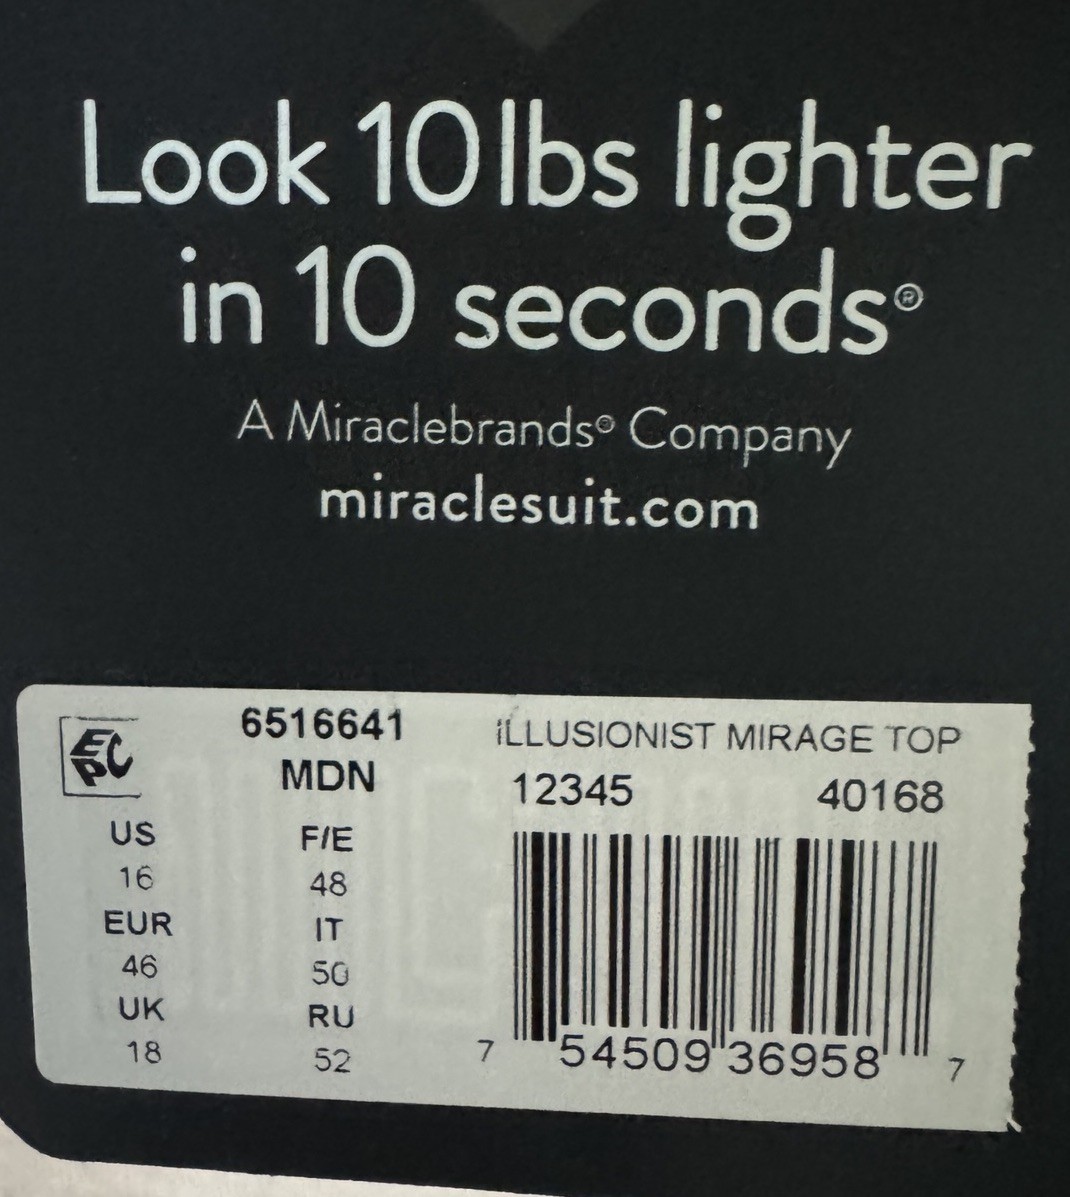 Look 10 lbs lighter
in 10 seconds®
A Miraclebrands® Company
miraclesuit.com
EPC
6516641
MDN
US
16
EUR
46
UK
18
F/E
48
IT
50
RU
52
ILLUSIONIST MIRAGE TOP
12345 40168
7 54509 36958 7